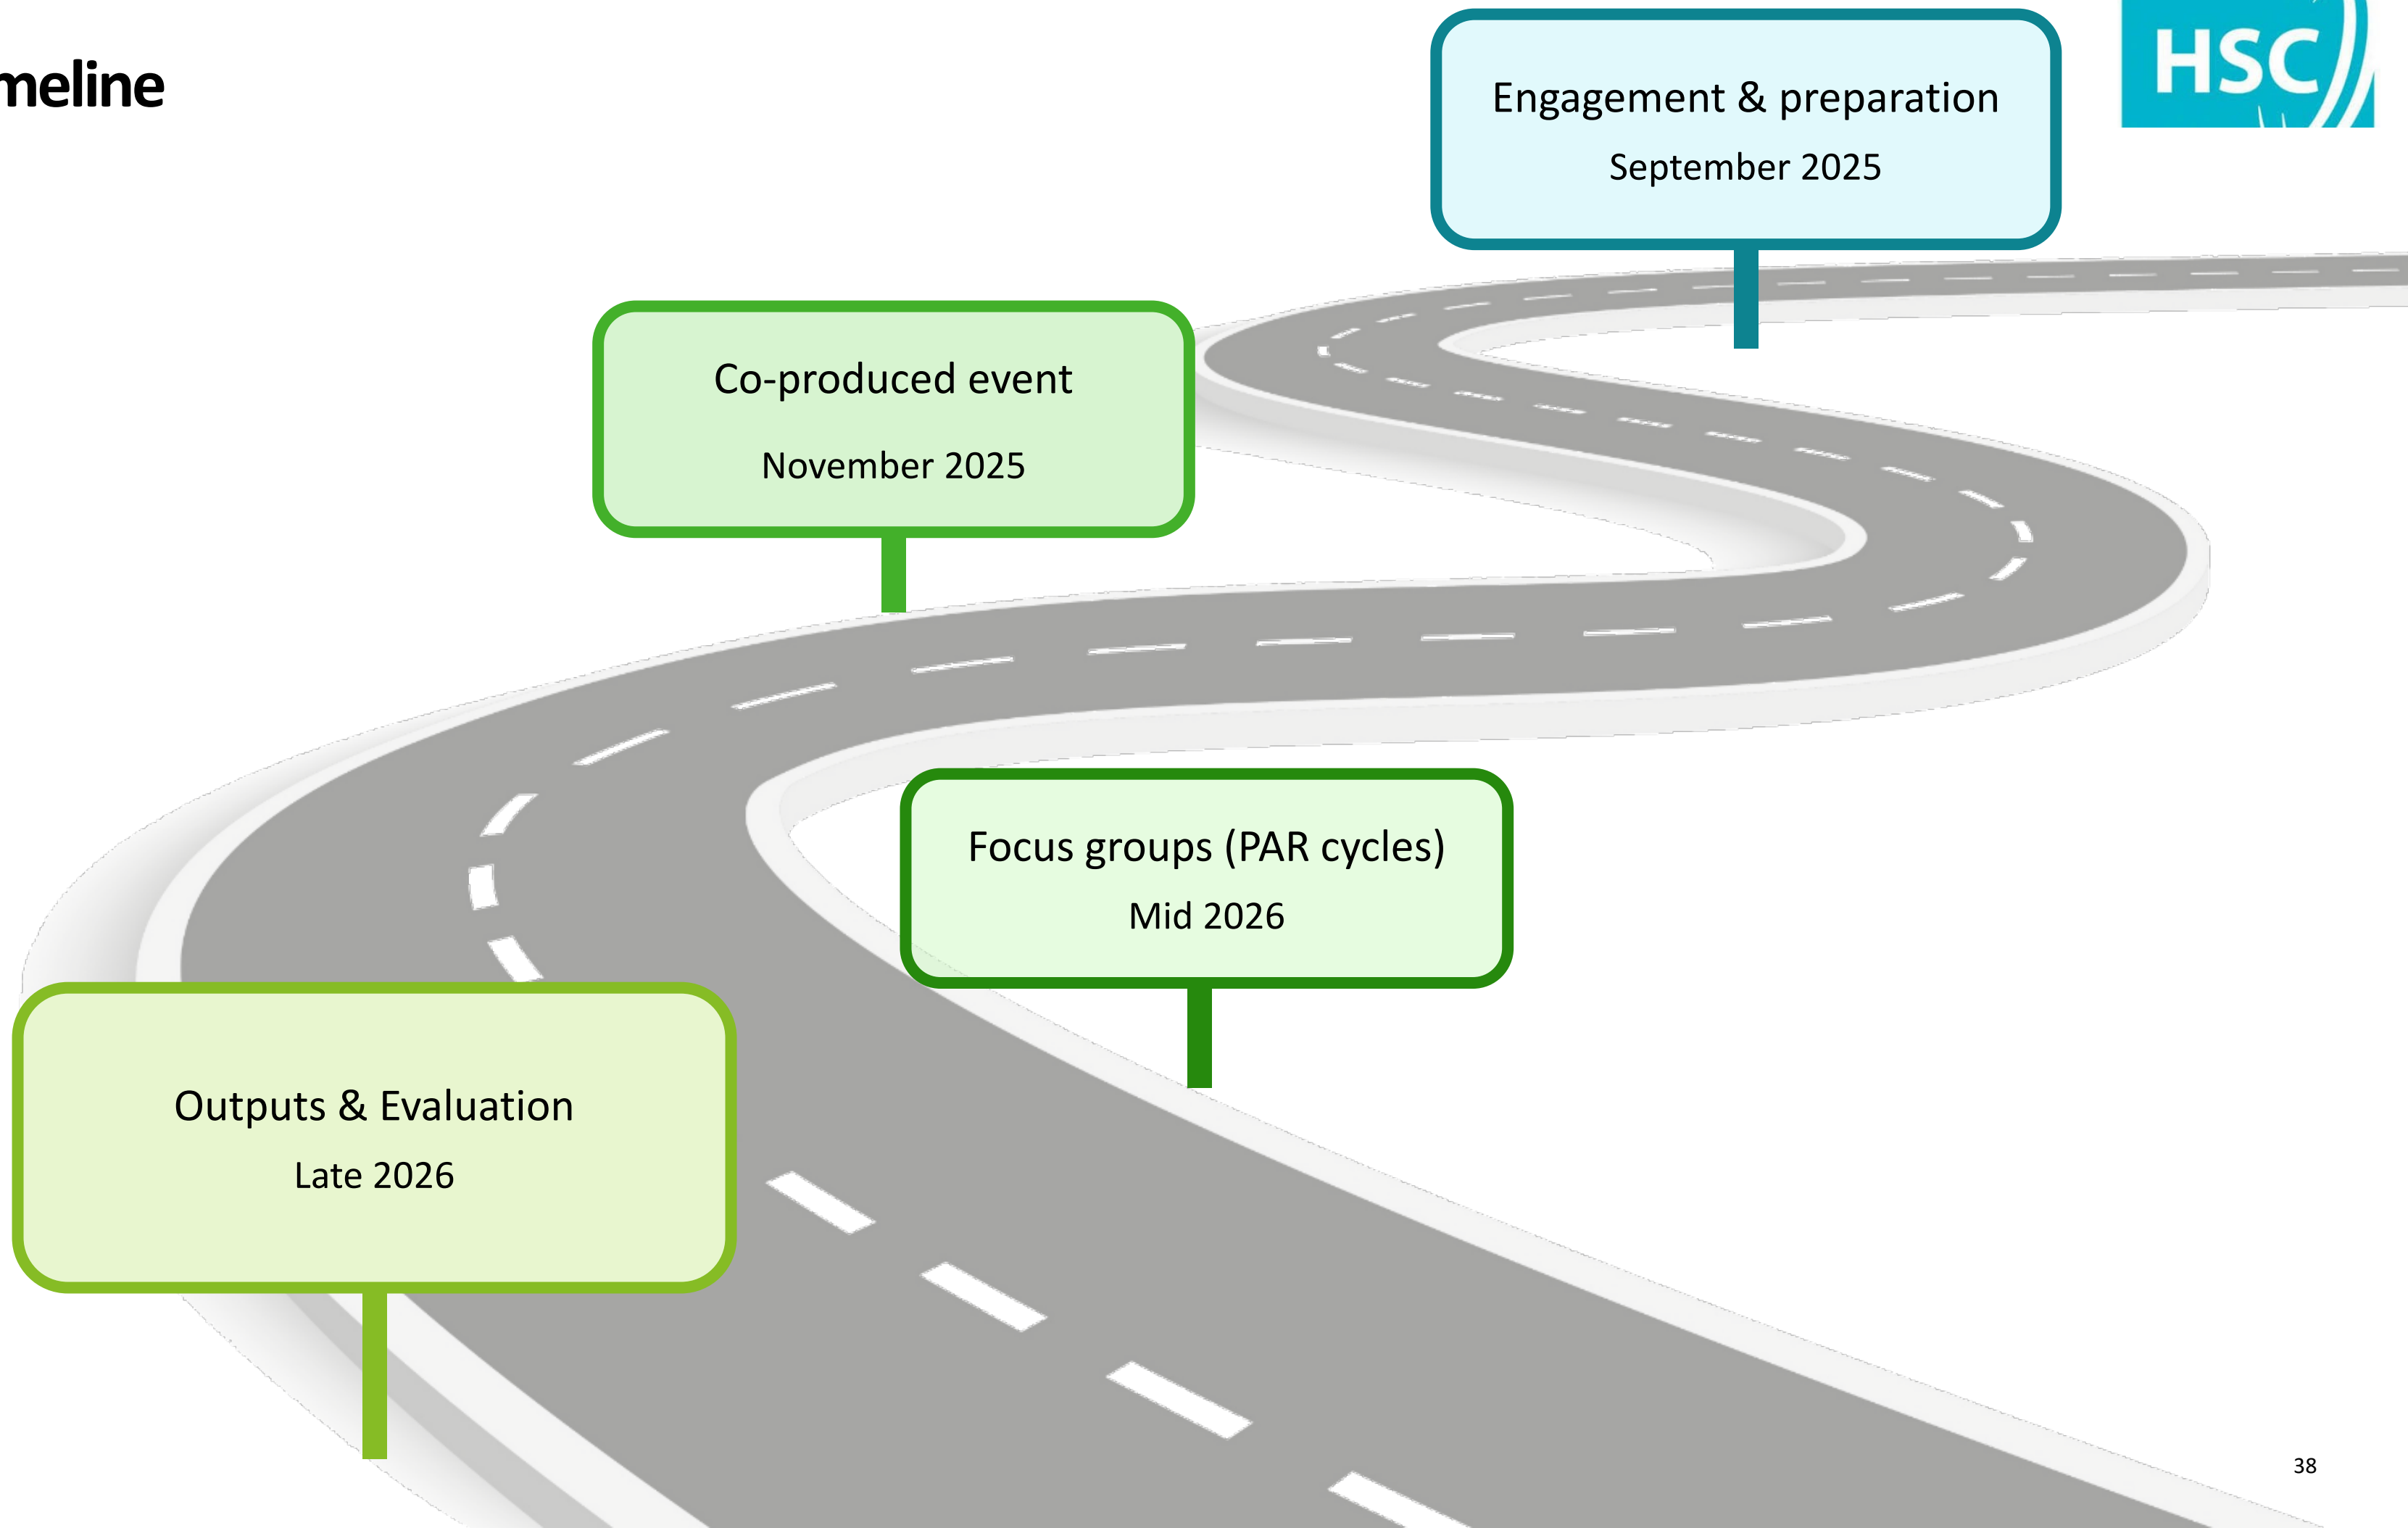 meline
HSC
Engagement & preparation
September 2025
Co-produced event
November 2025
Focus groups (PAR cycles)
Mid 2026
Outputs & Evaluation
Late 2026
38